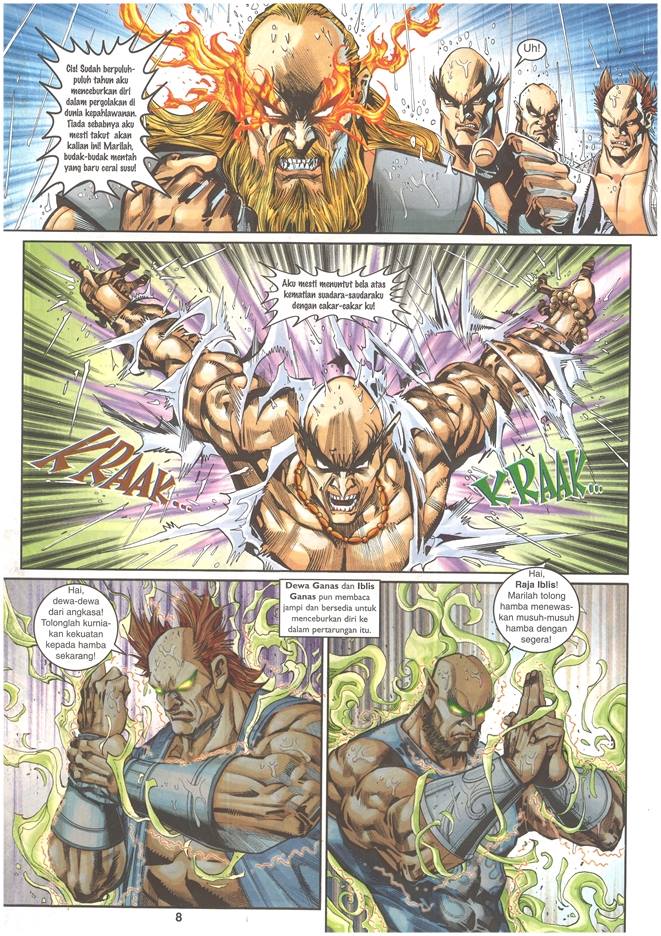 Cis! Sudah berpuluh-
puluh tahun aku
menceburkan diri
dalam pergolakan di
dunia kepahlawanan.
Tiada sebabnya aku
mesti takut akan
kalian ini! Marilah,
budak-budak mentah
yang baru cerai susu!
Uh!
Aku mesti menuntut bela atas
kematian suadara-saudaraku
dengan cakar-cakar ku!
KRAAK...
KRAAK...
Hai,
dewa-dewa
dari angkasa!
Tolonglah kurnia-
kan kekuatan
kepada hamba
sekarang!
Dewa Ganas dan Iblis
Ganas pun membaca
jampi dan bersedia untuk
menceburkan diri ke
dalam pertarungan itu.
Hai,
Raja Iblis!
Marilah tolong
hamba menewas-
kan musuh-musuh
hamba dengan
segera!
8